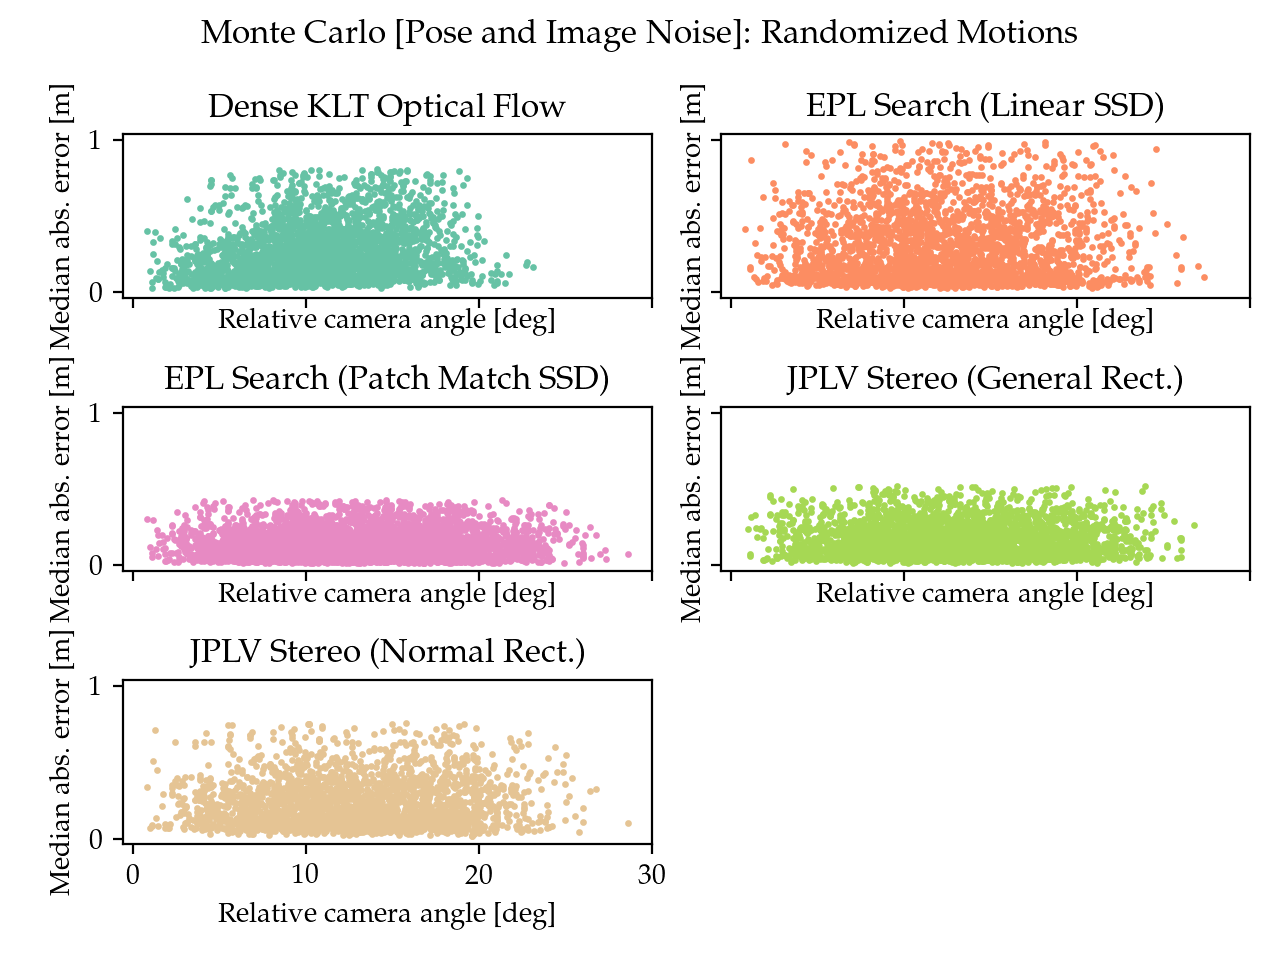 Monte Carlo [Pose and Image Noise]: Randomized Motions
Dense KLT Optical Flow
Median abs. error [m]
1
0
Relative camera angle [deg]
EPL Search (Linear SSD)
Median abs. error [m]
Relative camera angle [deg]
EPL Search (Patch Match SSD)
Median abs. error [m]
1
0
Relative camera angle [deg]
JPLV Stereo (General Rect.)
Median abs. error [m]
Relative camera angle [deg]
JPLV Stereo (Normal Rect.)
Median abs. error [m]
1
0
0 10 20 30
Relative camera angle [deg]